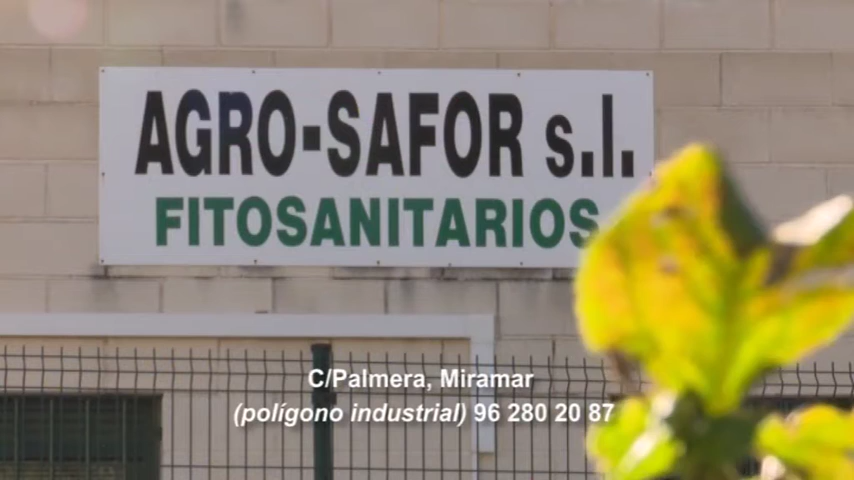 AGRO-SAFOR s.l.
FITOSANITARIOS
C/Palmera, Miramar
(polígono industrial) 96 280 20 87